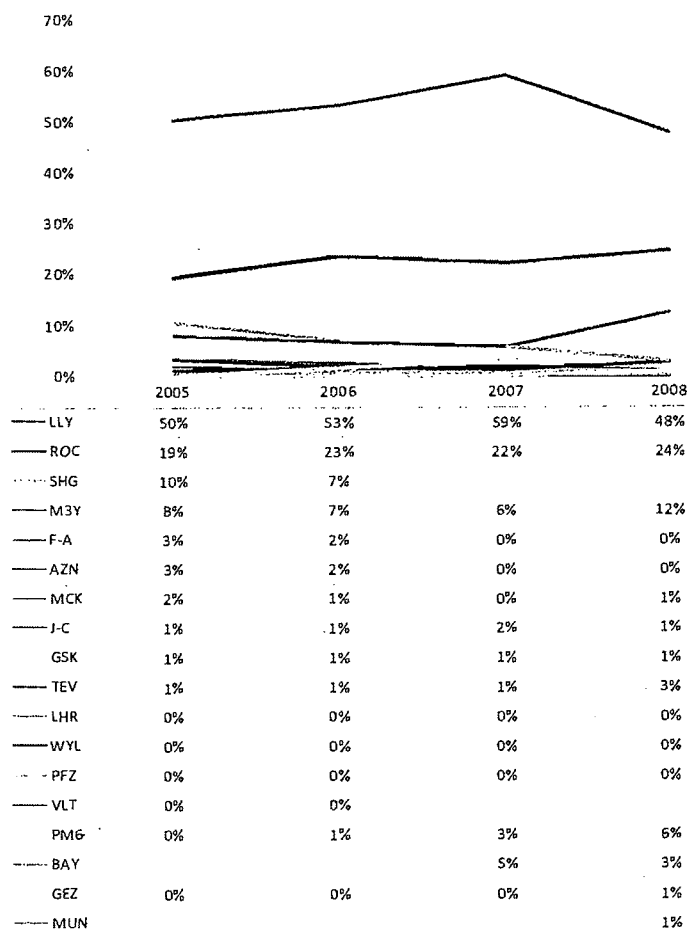 70%
60%
50%
40%
30%
20%
10%
0%
2005 2006 2007 2008
LLY 50% 53% 59% 48%
ROC 19% 23% 22% 24%
SHG 10% 7%
M3Y 8% 7% 6% 12%
F-A 3% 2% 0% 0%
AZN 3% 2% 0% 0%
MCK 2% 1% 0% 1%
J-C 1% 1% 2% 1%
GSK 1% 1% 1% 1%
TEV 1% 1% 1% 3%
LHR 0% 0% 0% 0%
WYL 0% 0% 0% 0%
PFZ 0% 0% 0% 0%
VLT 0% 0%
PM6 0% 1% 3% 6%
BAY 5% 3%
GEZ 0% 0% 0% 1%
MUN 1%